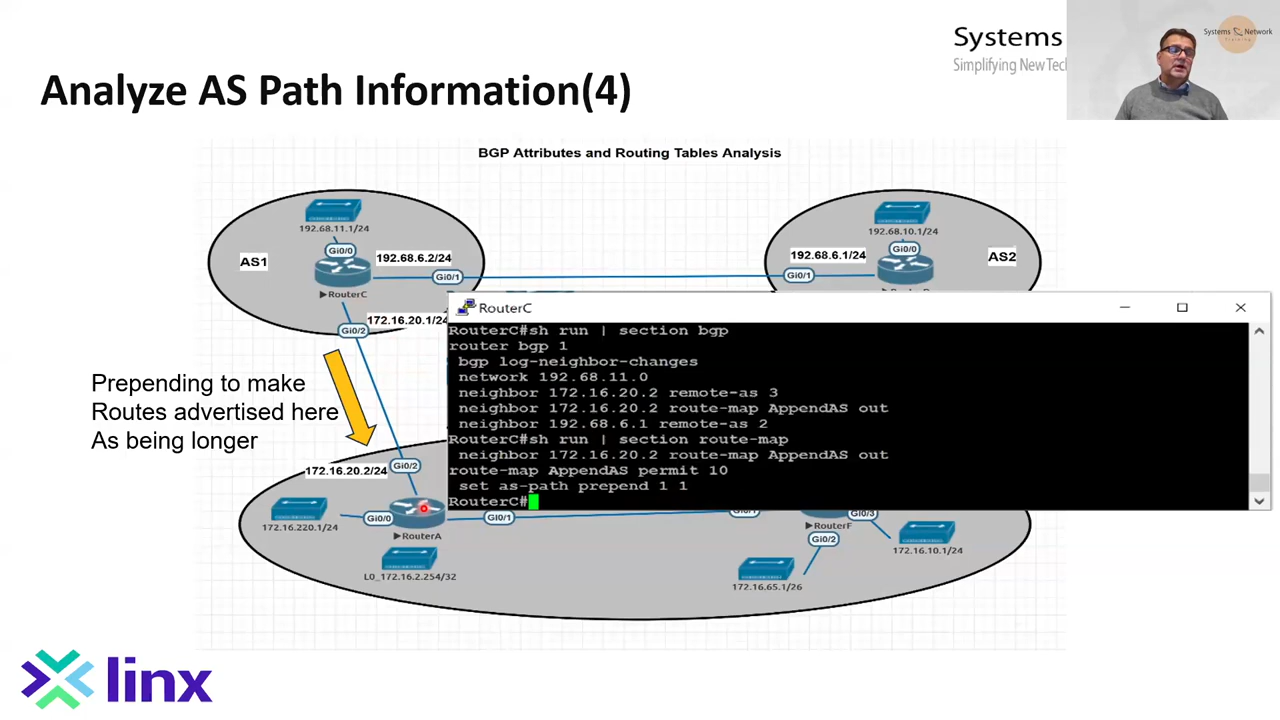 Systems
Simplifying NewTech
Systems Network
Training
Analyze AS Path Information(4)
BGP Attributes and Routing Tables Analysis
192.68.11.1/24
Gi0/0
AS1
192.68.6.2/24
Gi0/1
RouterC
172.16.20.1/24
Gi0/2
192.68.10.1/24
Gi0/0
192.68.6.1/24
AS2
Gi0/1
Prepending to make
Routes advertised here
As being longer
RouterC
RouterC#sh run | section bgp
router bgp 1
bgp log-neighbor-changes
network 192.68.11.0
neighbor 172.16.20.2 remote-as 3
neighbor 172.16.20.2 route-map AppendAS out
neighbor 192.68.6.1 remote-as 2
RouterC#sh run | section route-map
neighbor 172.16.20.2 route-map AppendAS out
route-map AppendAS permit 10
set as-path prepend 1 1
RouterC#
172.16.20.2/24
Gi0/2
172.16.220.1/24
Gi0/0
Gi0/1
RouterA
L0_172.16.2.254/32
Gi0/1
RouterF
Gi0/3
Gi0/2
172.16.10.1/24
172.16.65.1/26
linx